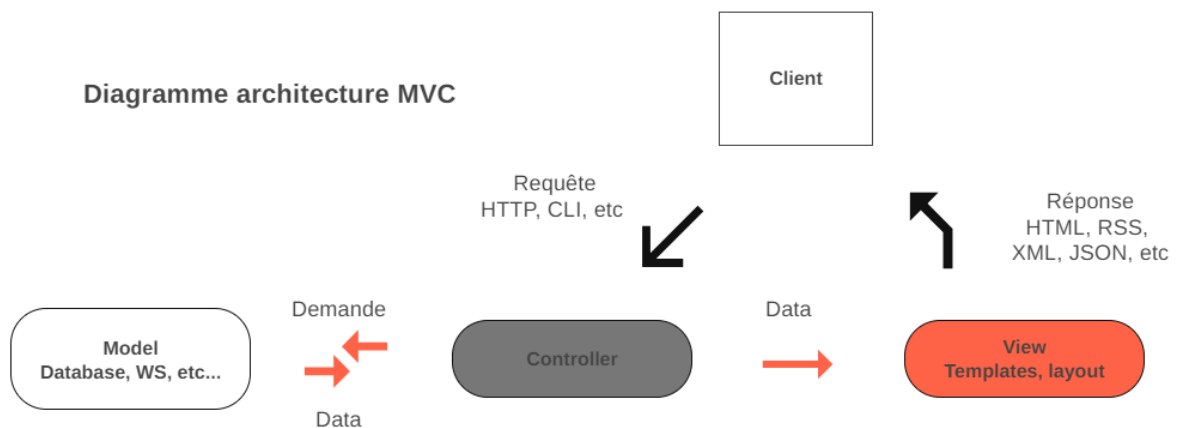 Client
Diagramme architecture MVC
Requête
HTTP, CLI, etc
Réponse
HTML, RSS,
XML, JSON, etc
Demande
Data
Model
Database, WS, etc...
Controller
View
Templates, layout
Data